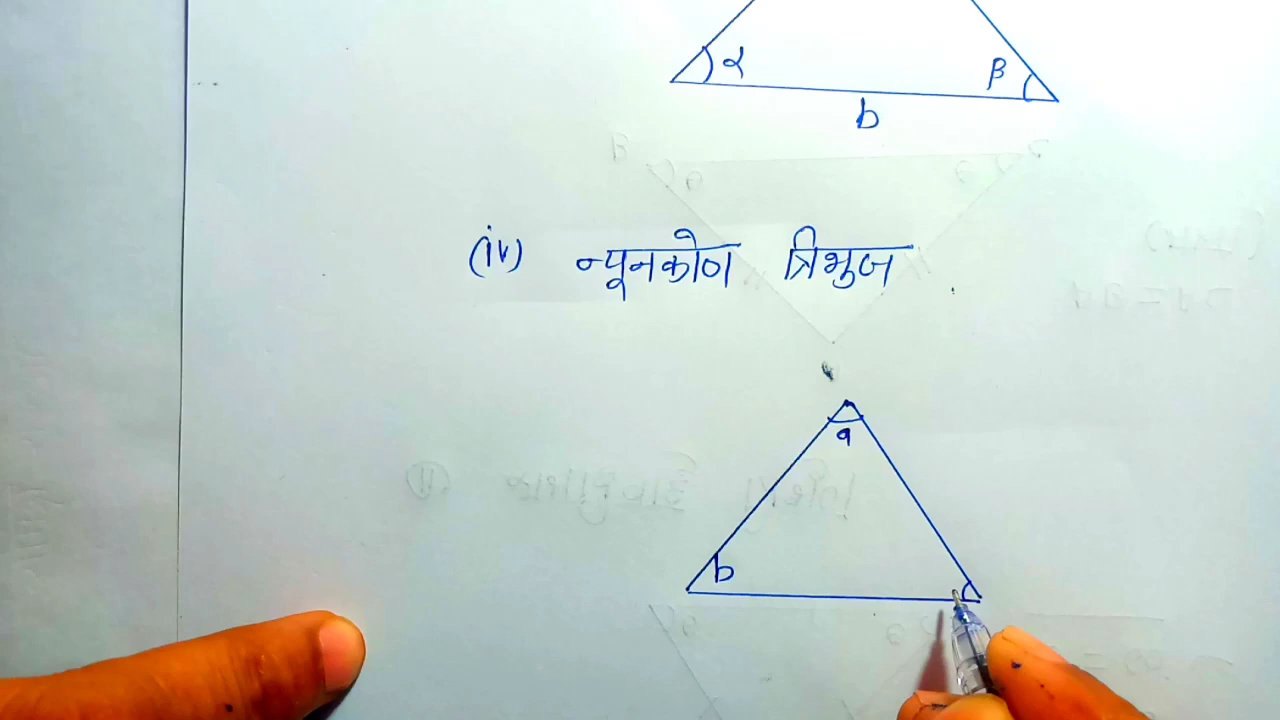 α β
b
(iv) न्यूनकोण त्रिभुज
a
b